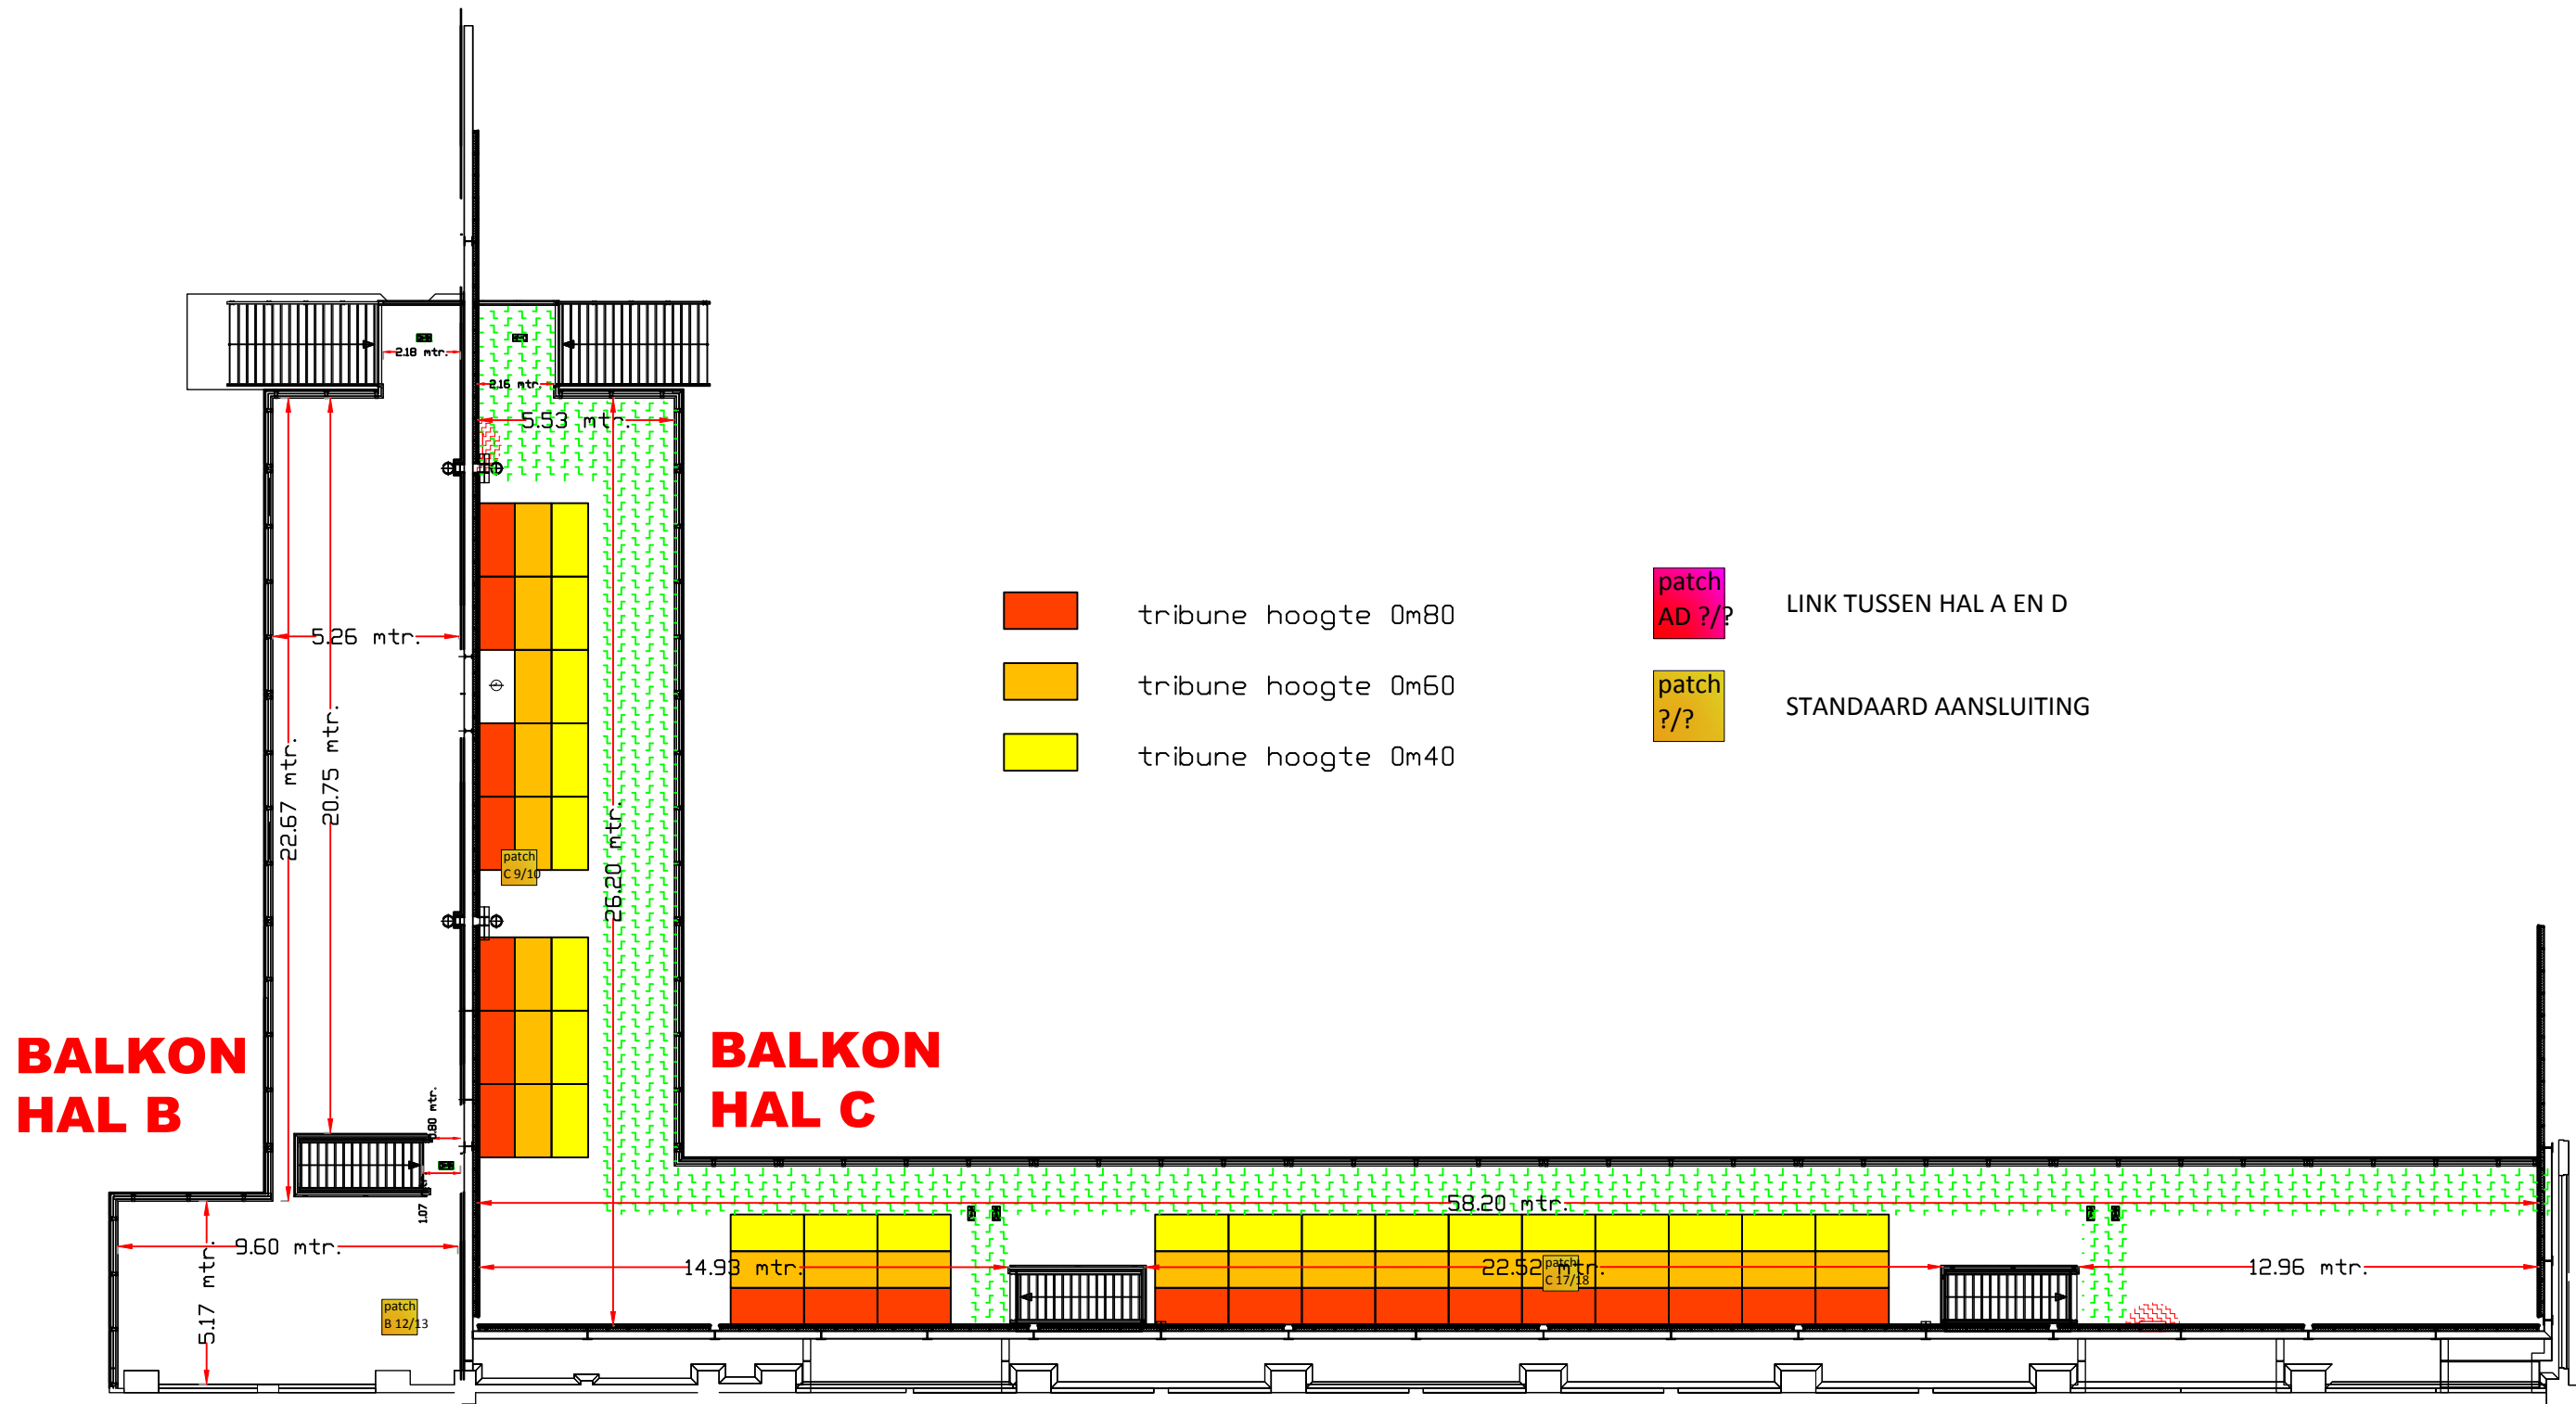 2.18 mtr.
2.16 mtr.
5.53 mtr.
5.26 mtr.
22.67 mtr.
20.75 mtr.
26.20 mtr.
tribune hoogte 0m80
tribune hoogte 0m60
tribune hoogte 0m40
patch
AD ?/?
LINK TUSSEN HAL A EN D
patch
?/?
STANDAARD AANSLUITING
patch
C 9/10
BALKON
HAL B
BALKON
HAL C
1.07
58.20 mtr.
9.60 mtr.
5.17 mtr.
14.93 mtr.
22.52 mtr.
patch
C 17/18
12.96 mtr.
patch
B 12/13